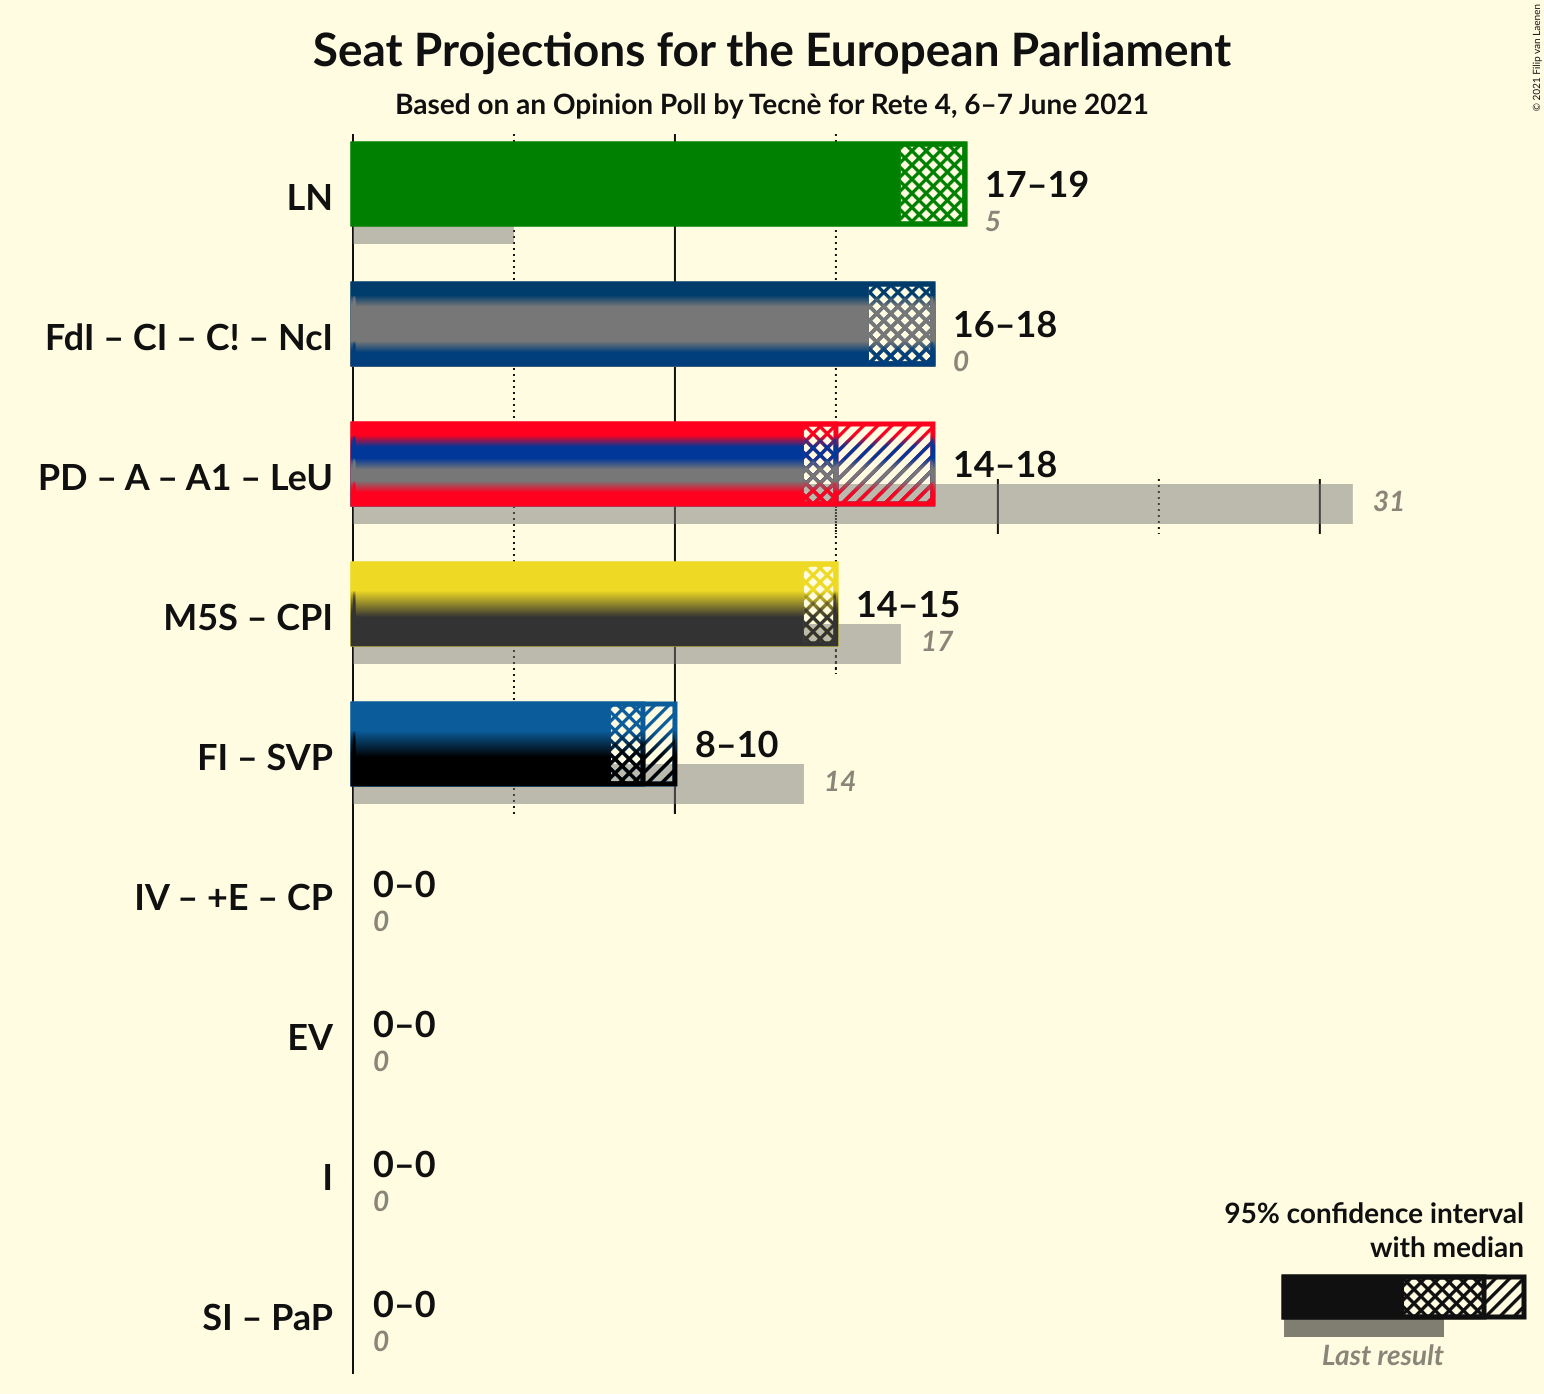 Seat Projections for the European Parliament
Based on an Opinion Poll by Tecnè for Rete 4, 6–7 June 2021
© 2021 Filip van Laenen
LN
17–19
5
FdI – CI – C! – NcI
16–18
0
PD – A – A1 – LeU
14–18
31
M5S – CPI
14–15
17
FI – SVP
8–10
14
IV – +E – CP
0–0
0
EV
0–0
0
I
0–0
0
SI – PaP
0–0
0
95% confidence interval
with median
Last result